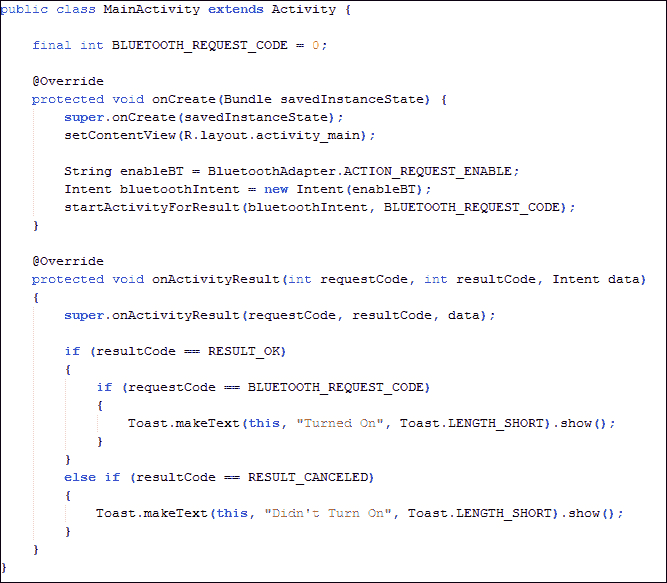 public class MainActivity extends Activity {
final int BLUETOOTH_REQUEST_CODE = 0;
@Override
protected void onCreate(Bundle savedInstanceState) {
super.onCreate(savedInstanceState);
setContentView(R.layout.activity_main);
String enableBT = BluetoothAdapter.ACTION_REQUEST_ENABLE;
Intent bluetoothIntent = new Intent(enableBT);
startActivityForResult(bluetoothIntent, BLUETOOTH_REQUEST_CODE);
}
@Override
protected void onActivityResult(int requestCode, int resultCode, Intent data)
{
super.onActivityResult(requestCode, resultCode, data);
if (resultCode == RESULT_OK)
{
if (requestCode == BLUETOOTH_REQUEST_CODE)
{
Toast.makeText(this, "Turned On", Toast.LENGTH_SHORT).show();
}
}
else if (resultCode == RESULT_CANCELED)
{
Toast.makeText(this, "Didn't Turn On", Toast.LENGTH_SHORT).show();
}
}
}